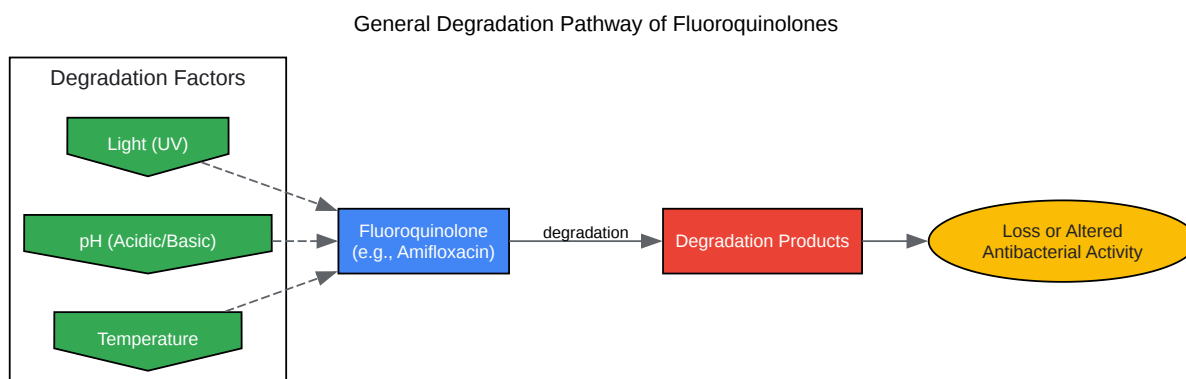 General Degradation Pathway of Fluoroquinolones
Degradation Factors
Light (UV)
pH (Acidic/Basic)
Temperature
Fluoroquinolone
(e.g., Amifloxacin)
degradation
Degradation Products
Loss or Altered
Antibacterial Activity